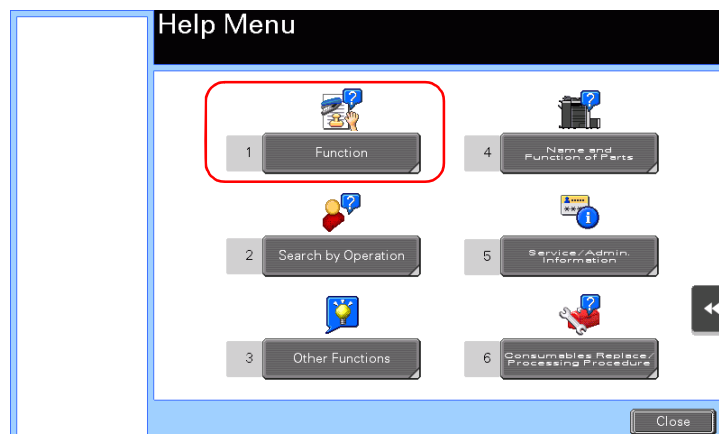 Help Menu
1
Function
4
Name and
Function of Parts
2
Search by Operation
5
Service/Admin.
Information
3
Other Functions
6
Consumables Replace/
Processing Procedure
Close